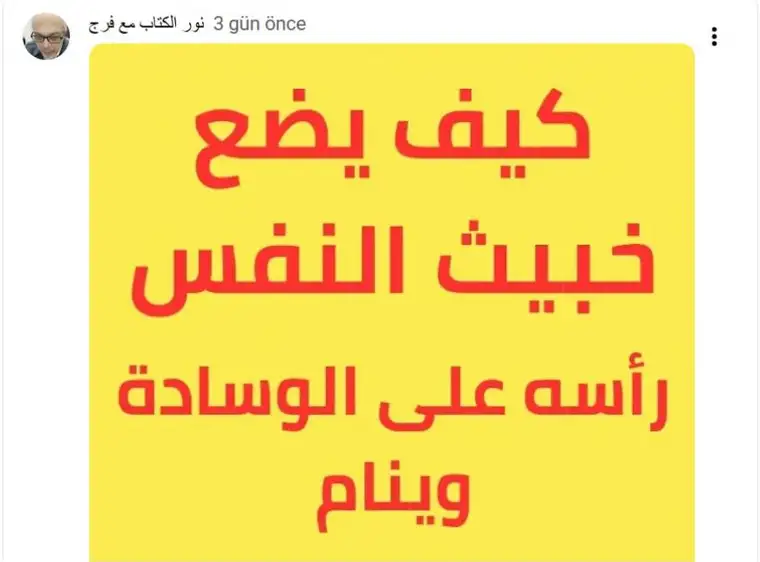 نور الكتاب مع فرج 3 gün önce
كيف يضع
خبيث النفس
رأسه على الوسادة
وينام